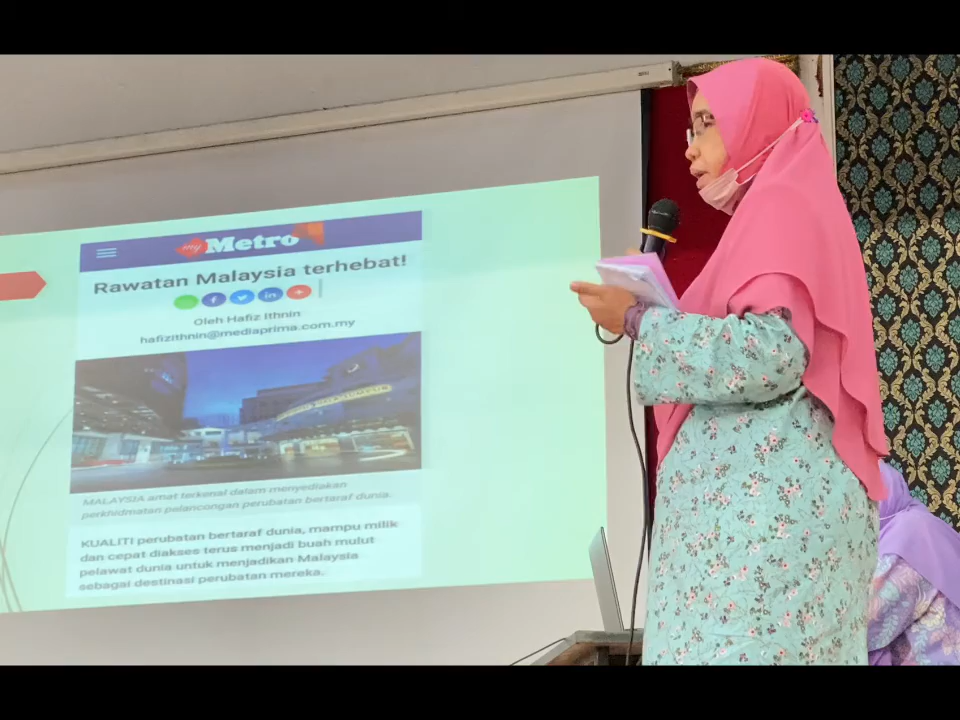 my Metro
Rawatan Malaysia terhebat!
Oleh Hafiz Ithnin
hafizithnin@mediaprima.com.my
MALAYSIA amat terkenal dalam menyediakan
perkhidmatan pelancongan perubatan bertaraf dunia.
KUALITI perubatan bertaraf dunia, mampu milik
dan cepat diakses terus menjadi buah mulut
pelawat dunia untuk menjadikan Malaysia
sebagai destinasi perubatan mereka.